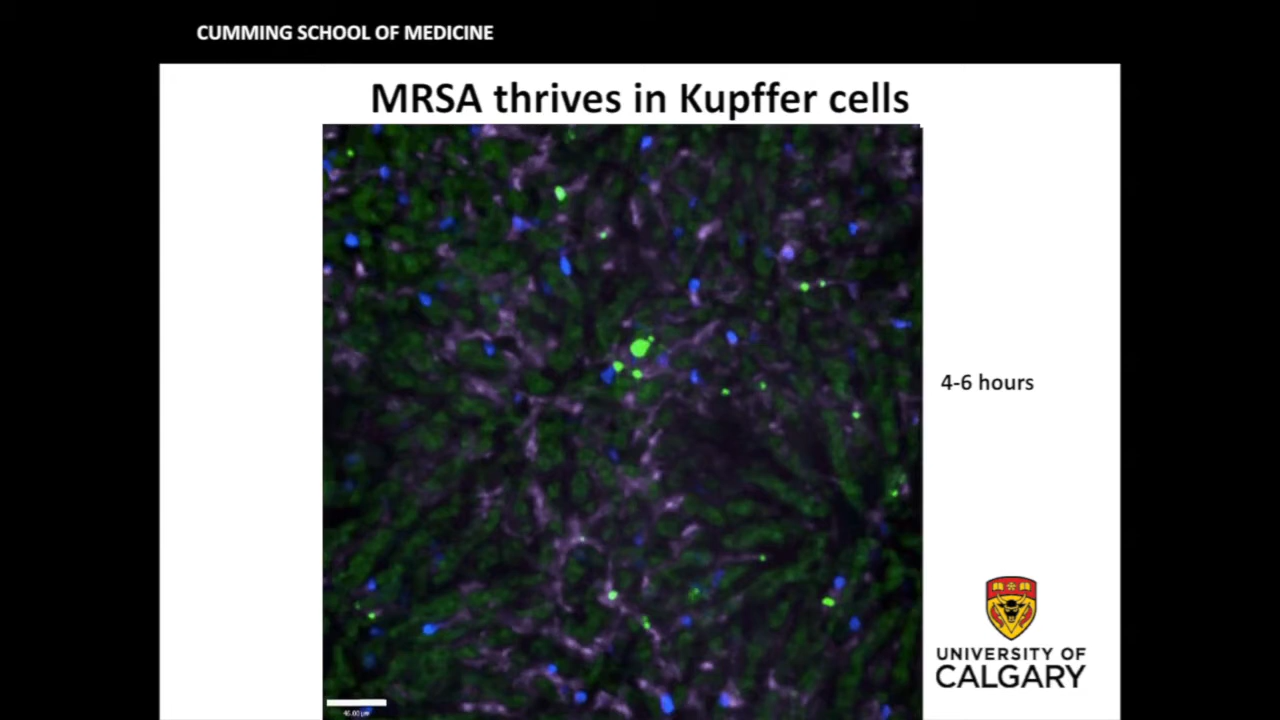 CUMMING SCHOOL OF MEDICINE
MRSA thrives in Kupffer cells
4-6 hours
UNIVERSITY OF
CALGARY